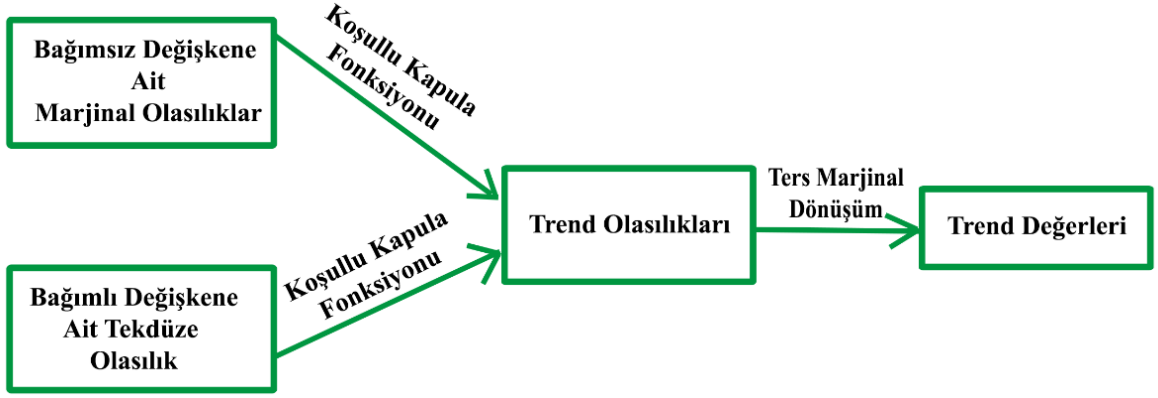 Bağımsız Değişkene
Ait
Marjinal Olasılıklar
Koşullu Kapula
Fonksiyonu
Bağımlı Değişkene
Ait Tekdüze
Olasılık
Koşullu Kapula
Fonksiyonu
Trend Olasılıkları
Ters Marjinal
Dönüşüm
Trend Değerleri